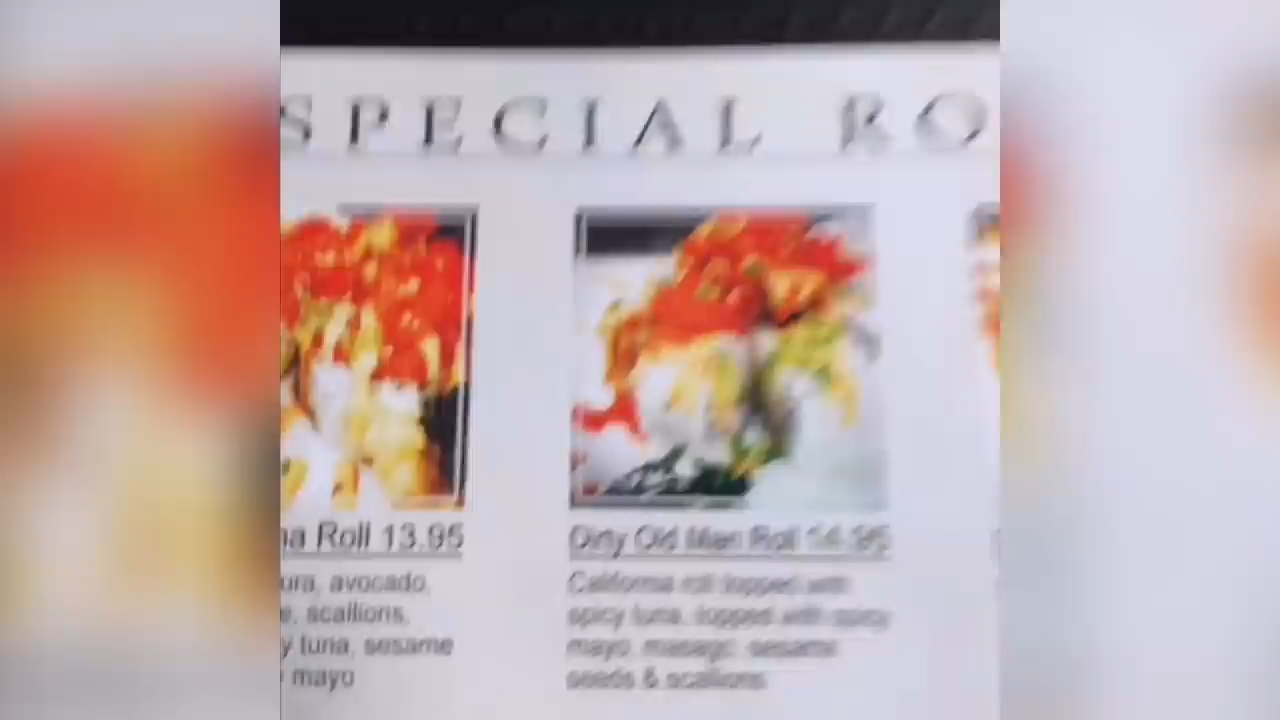 SPECIAL RO
na Roll 13.95
ura, avocado,
e, scallions,
y tuna, sesame
mayo
Dirty Old Man Roll 14.95
California roll topped with
spicy tuna, topped with spicy
mayo, masago, sesame
seeds & scallions